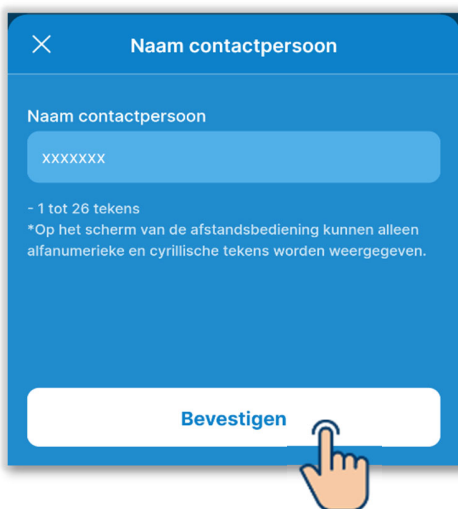 Naam contactpersoon
Naam contactpersoon
xxxxxxx
- 1 tot 26 tekens
*Op het scherm van de afstandsbediening kunnen alleen
alfanumerieke en cyrillische tekens worden weergegeven.
Bevestigen